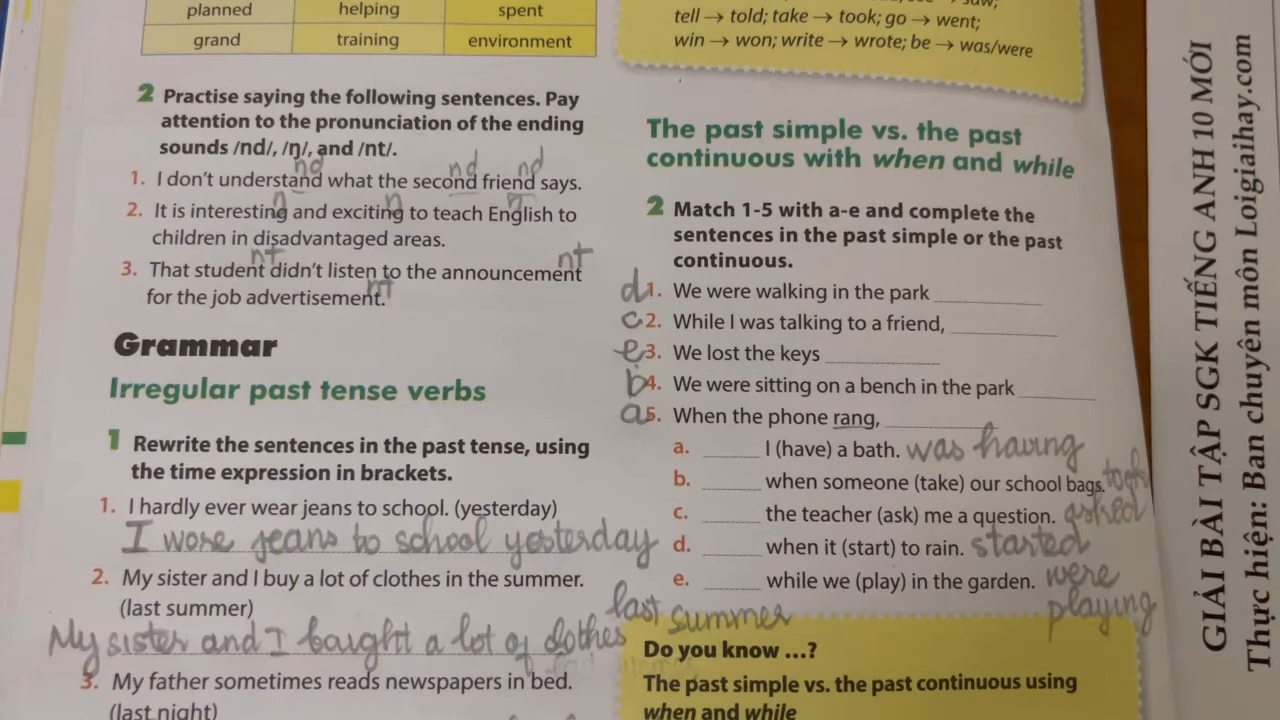 planned helping spent
grand training environment
2 Practise saying the following sentences. Pay
attention to the pronunciation of the ending
sounds /nd/, /ŋ/, and /nt/.
nd nd nd
1. I don't understand what the second friend says.
2. It is interesting and exciting to teach English to
children in disadvantaged areas.
nt nt
3. That student didn't listen to the announcement
for the job advertisement.
nt
Grammar
Irregular past tense verbs
1 Rewrite the sentences in the past tense, using
the time expression in brackets.
1. I hardly ever wear jeans to school. (yesterday)
I wore jeans to school yesterday
2. My sister and I buy a lot of clothes in the summer.
(last summer)
last summer
My sister and I baught a lot of clothes
3. My father sometimes reads newspapers in bed.
(last night)
tell → told; take → took; go → went;
win → won; write → wrote; be → was/were
The past simple vs. the past
continuous with when and while
2 Match 1-5 with a-e and complete the
sentences in the past simple or the past
continuous.
d 1. We were walking in the park
c 2. While I was talking to a friend,
e 3. We lost the keys
b 4. We were sitting on a bench in the park
a 5. When the phone rang,
a. I (have) a bath. was having
b. when someone (take) our school bags. took
c. the teacher (ask) me a question. asked
d. when it (start) to rain. started
e. while we (play) in the garden. were
playing
Do you know ...?
The past simple vs. the past continuous using
when and while
GIẢI BÀI TẬP SGK TIẾNG ANH 10 MỚI
Thực hiện: Ban chuyên môn Loigiaihay.com